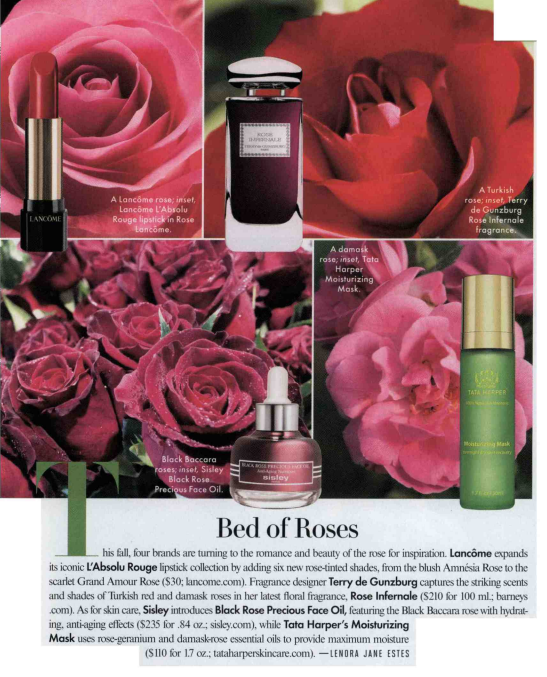 LANCÔME
A Lancôme rose; inset,
Lancôme L'Absolu
Rouge lipstick in Rose
Lancôme.
A Turkish
rose; inset, Terry
de Gunzburg
Rose Infernale
fragrance.
A damask
rose; inset, Tata
Harper
Moisturizing
Mask.
TATA HARPER
Moisturizing Mask
Black Baccara
roses; inset, Sisley
Black Rose
Precious Face Oil.
BLACK ROSE PRECIOUS FACE OIL
sisley
Bed of Roses
This fall, four brands are turning to the romance and beauty of the rose for inspiration. Lancôme expands
its iconic L'Absolu Rouge lipstick collection by adding six new rose-tinted shades, from the blush Amnésia Rose to the
scarlet Grand Amour Rose ($30; lancome.com). Fragrance designer Terry de Gunzburg captures the striking scents
and shades of Turkish red and damask roses in her latest floral fragrance, Rose Infernale ($210 for 100 ml.; barneys
.com). As for skin care, Sisley introduces Black Rose Precious Face Oil, featuring the Black Baccara rose with hydrat-
ing, anti-aging effects ($235 for .84 oz.; sisley.com), while Tata Harper's Moisturizing
Mask uses rose-geranium and damask-rose essential oils to provide maximum moisture
($110 for 1.7 oz.; tataharperskincare.com). —LENORA JANE ESTES